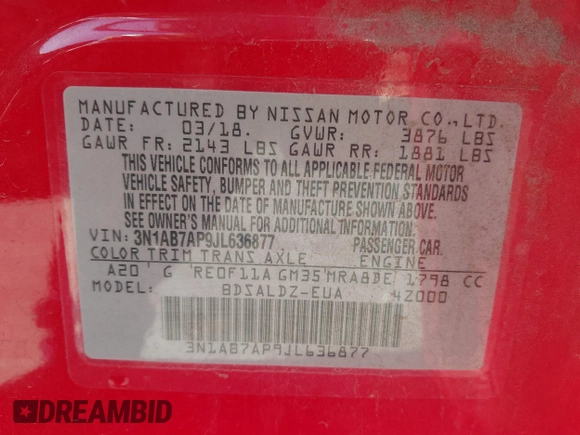 MANUFACTURED BY NISSAN MOTOR CO.,LTD.
DATE: 03/18. GVWR: 3876 LBS
GAWR FR: 2143 LBS GAWR RR: 1881 LBS
THIS VEHICLE CONFORMS TO ALL APPLICABLE FEDERAL MOTOR
VEHICLE SAFETY, BUMPER AND THEFT PREVENTION STANDARDS
IN EFFECT ON THE DATE OF MANUFACTURE SHOWN ABOVE.
SEE OWNER'S MANUAL FOR ADDITIONAL INFORMATION.
VIN: 3N1AB7AP9JL636877 PASSENGER CAR
COLOR TRIM TRANS AXLE ENGINE
A20 G RE0F11A GM35 MRA8DE 1798 CC
MODEL: BDSALDZ-EUA 4Z000
3N1AB7AP9JL636877
DREAMBID